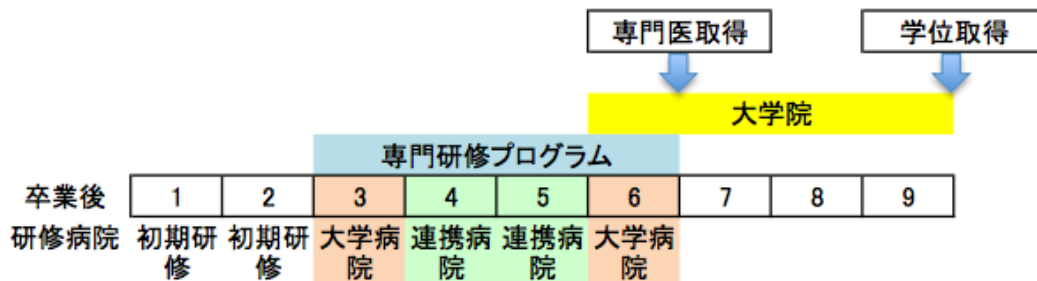 専門医取得 学位取得
大学院
専門研修プログラム
卒業後 1 2 3 4 5 6 7 8 9
研修病院 初期研 初期研 大学病 連携病 連携病 大学病
修 修 院 院 院 院